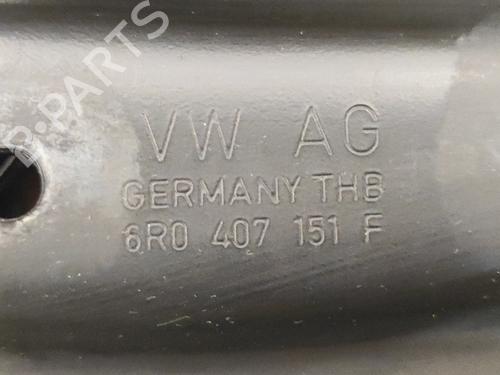 B-PARTS
VW AG
GERMANY THB
6R0 407 151 F